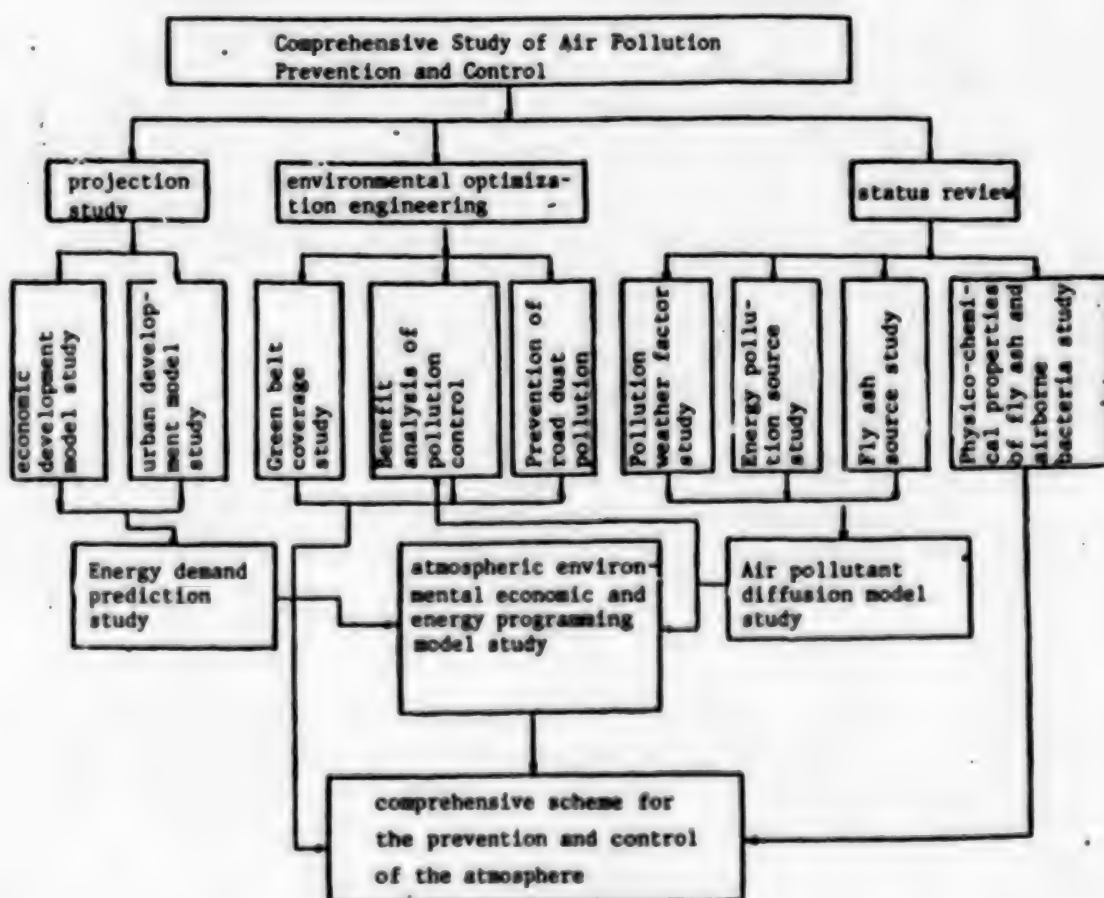 Comprehensive Study of Air Pollution
Prevention and Control
projection
study
environmental optimiza-
tion engineering
status review
economic
development
model study
urban develop-
ment model
study
Green belt
coverage
study
Benefit
analysis of
pollution
control
Prevention of
road dust
pollution
Pollution
weather factor
study
Energy pollu-
tion source
study
Fly ash
source study
Physico-chemi-
cal properties
of fly ash and
airborne
bacteria study
Energy demand
prediction
study
atmospheric environ-
mental economic and
energy programming
model study
Air pollutant
diffusion model
study
comprehensive scheme for
the prevention and control
of the atmosphere